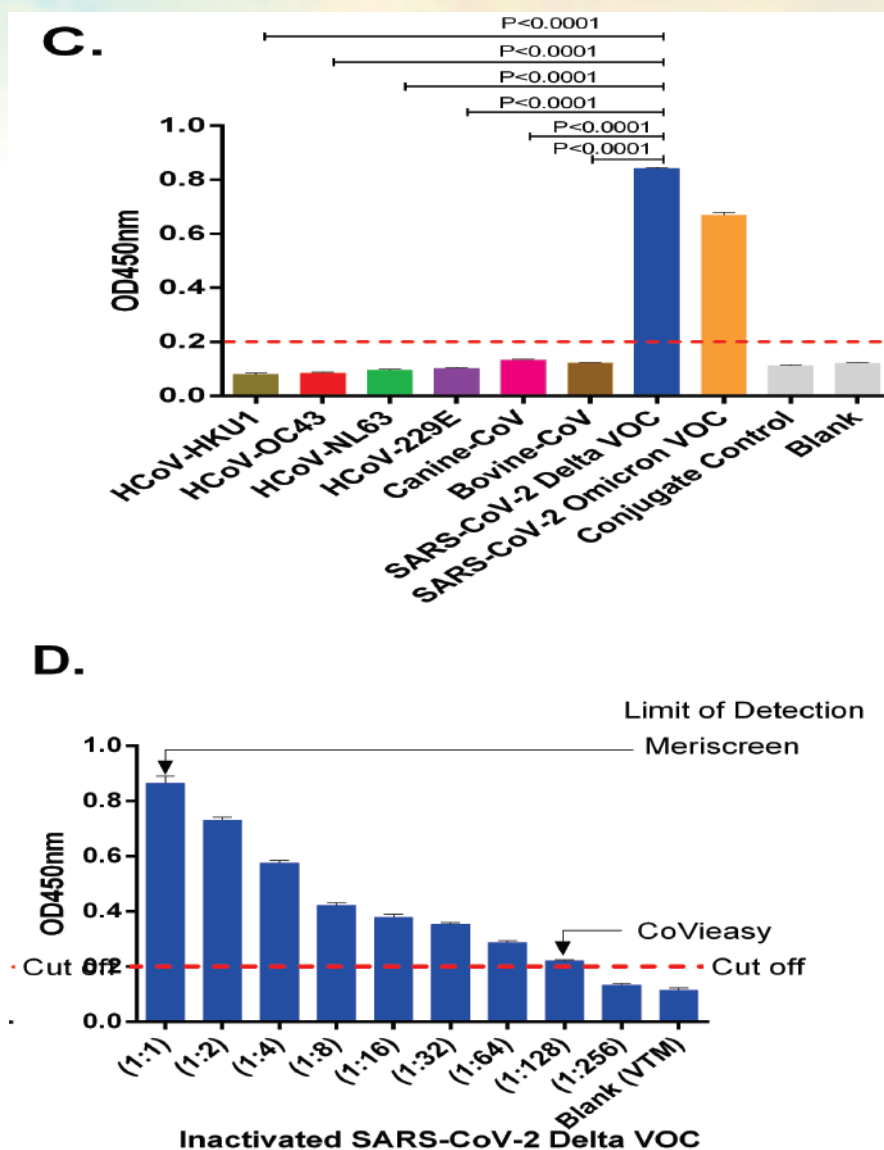 C.
P<0.0001
P<0.0001
P<0.0001
P<0.0001
P<0.0001
P<0.0001
OD450nm
1.0
0.8
0.6
0.4
0.2
0.0
HCoV-HKU1
HCoV-OC43
HCoV-NL63
HCoV-229E
Canine-CoV
Bovine-CoV
SARS-CoV-2 Delta VOC
SARS-CoV-2 Omicron VOC
Conjugate Control
Blank
D.
Limit of Detection
Meriscreen
OD450nm
1.0
0.8
0.6
0.4
CoVieasy
Cut off
0.2
Cut off
0.0
(1:1)
(1:2)
(1:4)
(1:8)
(1:16)
(1:32)
(1:64)
(1:128)
(1:256)
Blank (VTM)
Inactivated SARS-CoV-2 Delta VOC